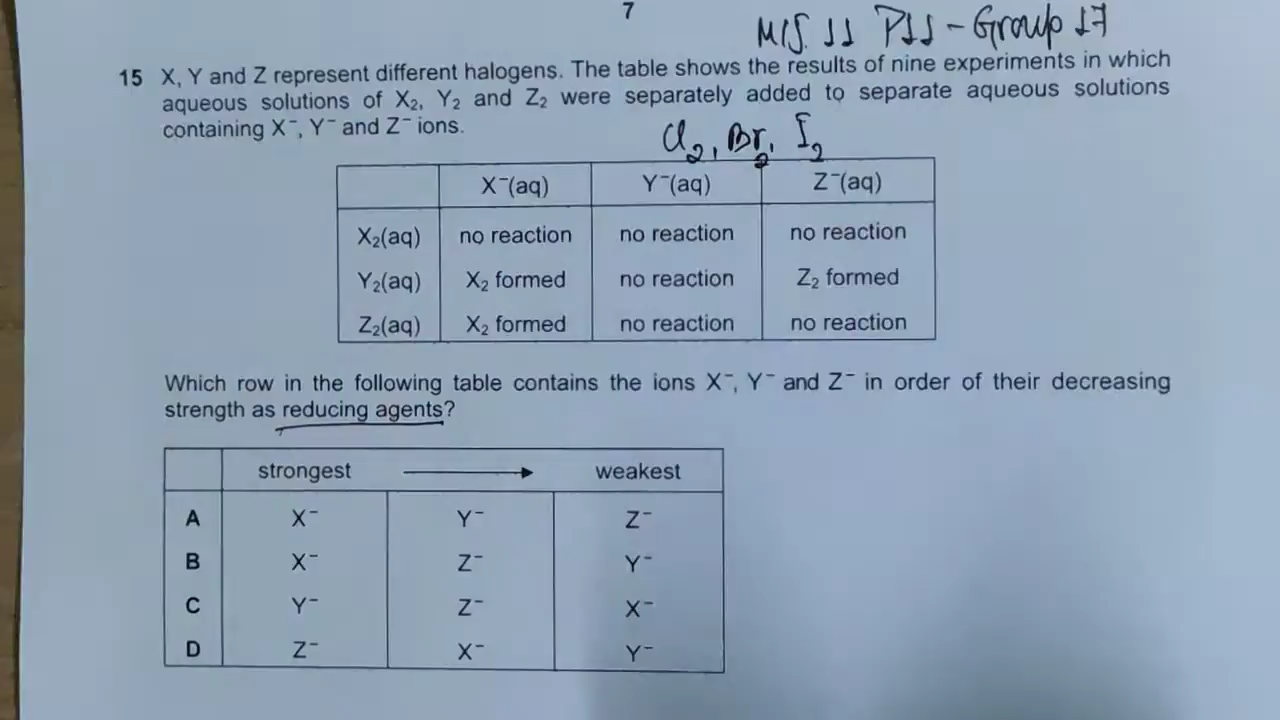 7
M/J. 11 P11 - Group 17
15 X, Y and Z represent different halogens. The table shows the results of nine experiments in which
aqueous solutions of X₂, Y₂ and Z₂ were separately added to separate aqueous solutions
containing X⁻, Y⁻ and Z⁻ ions.
Cl₂, Br₂, I₂
X⁻(aq) Y⁻(aq) Z⁻(aq)
X₂(aq) no reaction no reaction no reaction
Y₂(aq) X₂ formed no reaction Z₂ formed
Z₂(aq) X₂ formed no reaction no reaction
Which row in the following table contains the ions X⁻, Y⁻ and Z⁻ in order of their decreasing
strength as reducing agents?
strongest weakest
A X⁻ Y⁻ Z⁻
B X⁻ Z⁻ Y⁻
C Y⁻ Z⁻ X⁻
D Z⁻ X⁻ Y⁻